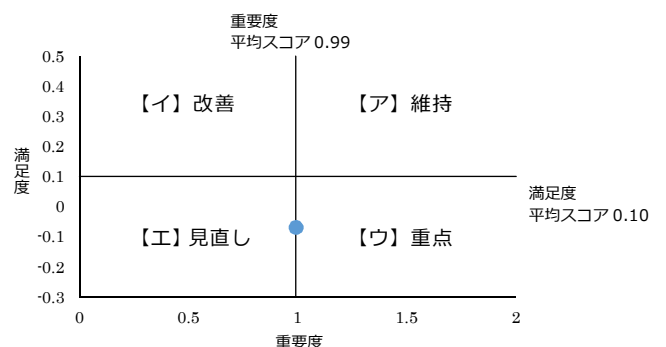 重要度
平均スコア0.99
0.5
0.4
0.3
0.2
0.1
0
-0.1
-0.2
-0.3
満足度
【イ】改善
【ア】維持
【エ】見直し
【ウ】重点
満足度
平均スコア0.10
0
0.5
1
1.5
2
重要度